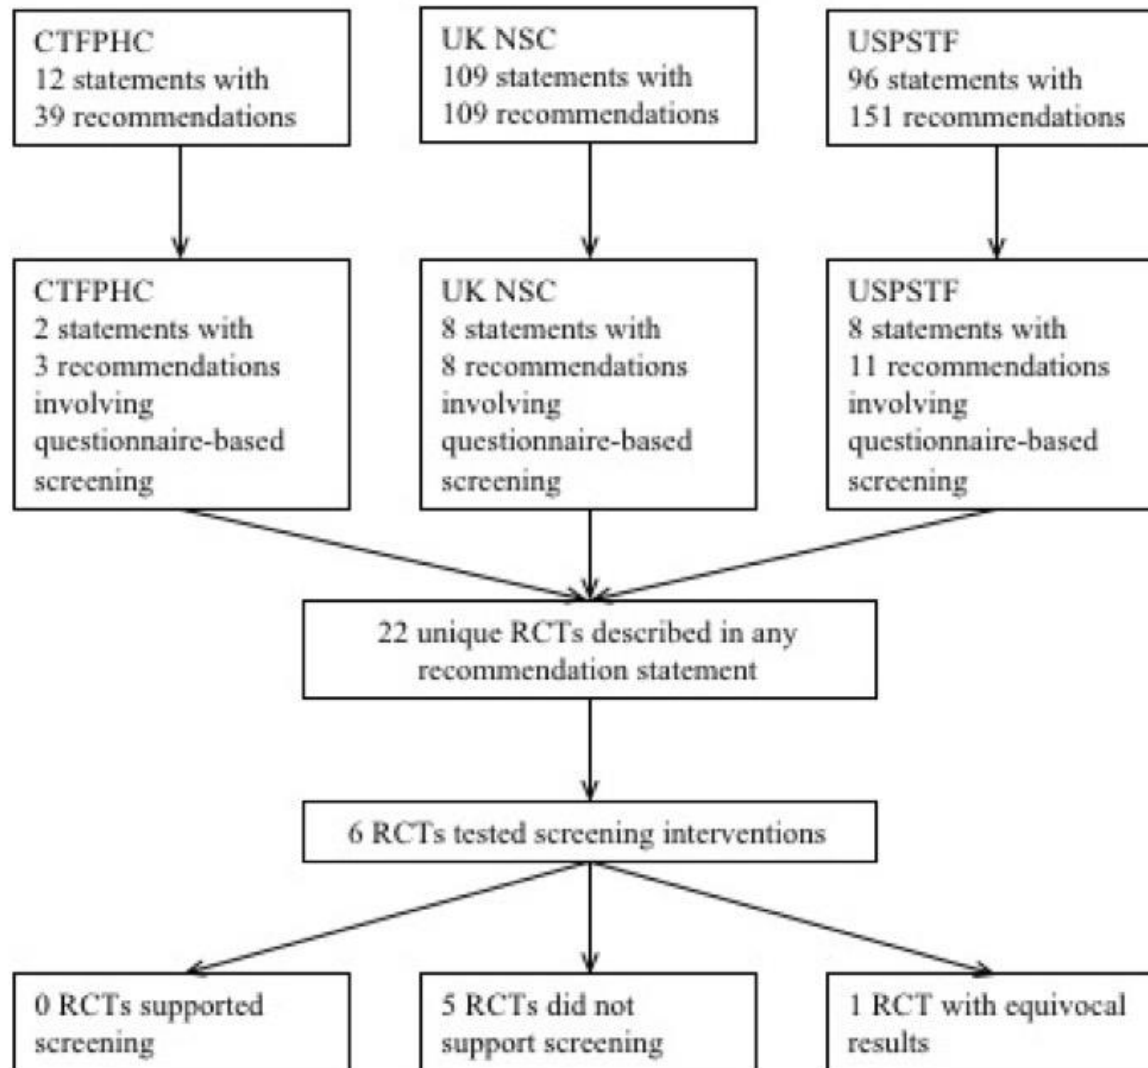 CTFPHC
12 statements with
39 recommendations
UK NSC
109 statements with
109 recommendations
USPSTF
96 statements with
151 recommendations
CTFPHC
2 statements with
3 recommendations
involving
questionnaire-based
screening
UK NSC
8 statements with
8 recommendations
involving
questionnaire-based
screening
USPSTF
8 statements with
11 recommendations
involving
questionnaire-based
screening
22 unique RCTs described in any
recommendation statement
6 RCTs tested screening interventions
0 RCTs supported
screening
5 RCTs did not
support screening
1 RCT with equivocal
results